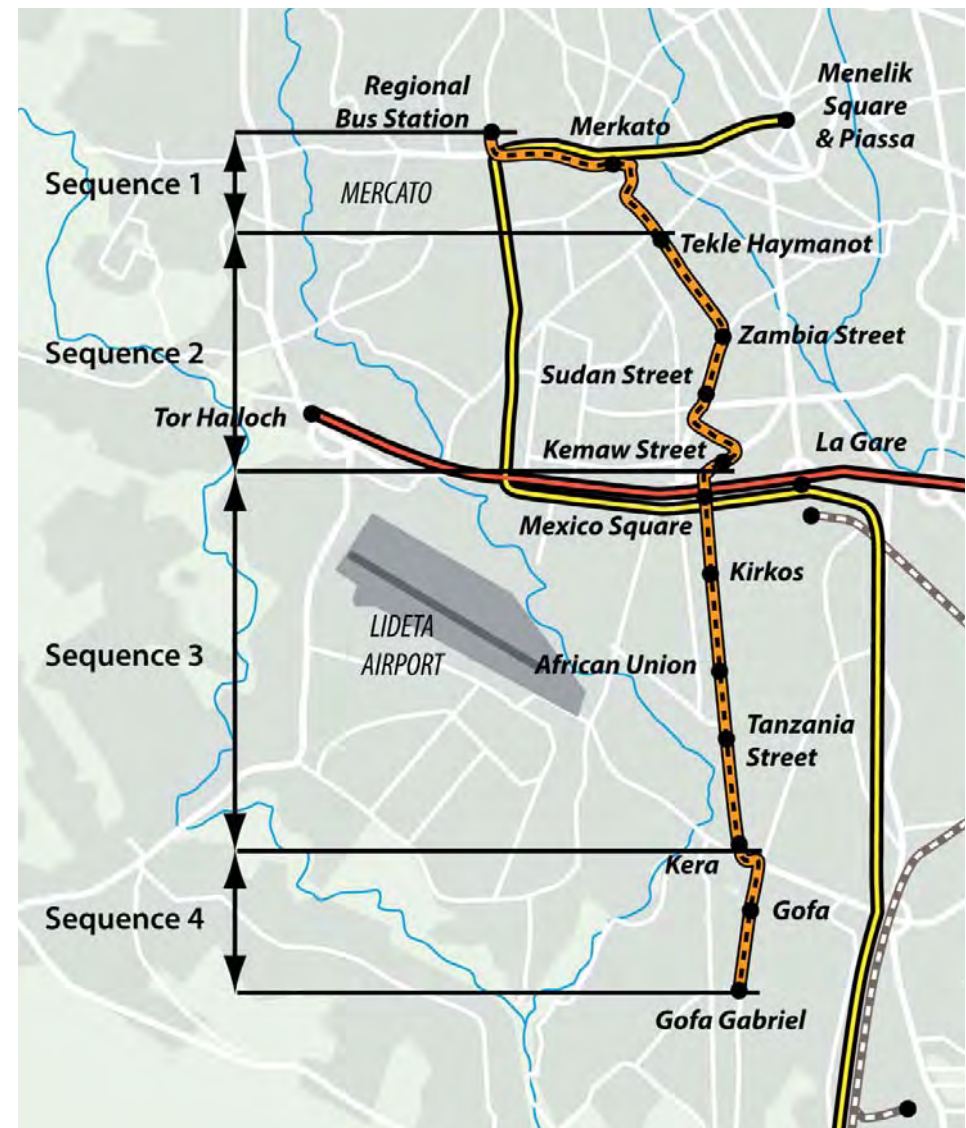 Regional
Bus Station
Merkato
Menelik
Square
& Piassa
Sequence 1
MERCATO
Tekle Haymanot
Sequence 2
Zambia Street
Sudan Street
Tor Hailoch
Kemaw Street
La Gare
Mexico Square
Kirkos
Sequence 3
LIDETA
AIRPORT
African Union
Tanzania
Street
Kera
Sequence 4
Gofa
Gofa Gabriel